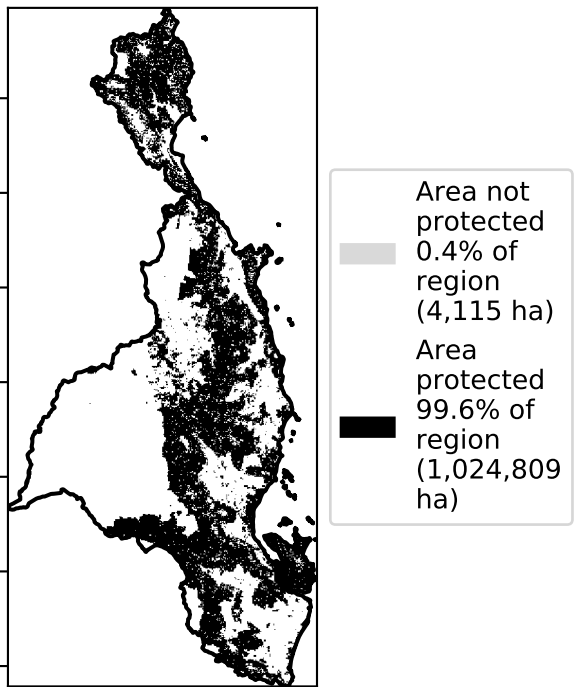 Area not
protected
0.4% of
region
(4,115 ha)
Area
protected
99.6% of
region
(1,024,809
ha)